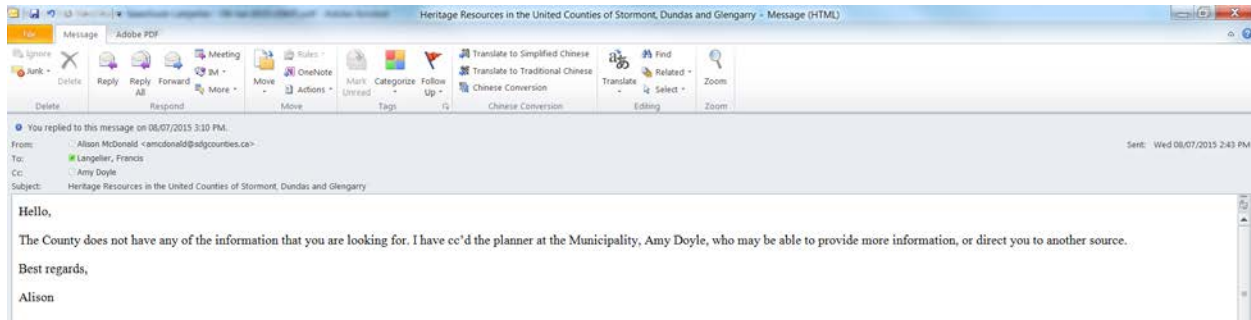 Heritage Resources in the United Counties of Stormont, Dundas and Glengarry - Message (HTML)
File Message Adobe PDF
Ignore
Junk
Delete
Reply
Reply All
Forward
Meeting
IM
More
Move
Rules
OneNote
Actions
Mark Unread
Categorize
Follow Up
Translate to Simplified Chinese
Translate to Traditional Chinese
Chinese Conversion
Translate
Find
Related
Select
Zoom
Delete Respond Move Tags Chinese Conversion Editing Zoom
You replied to this message on 08/07/2015 3:10 PM.
From: Alison McDonald <amcdonald@sdgcounties.ca> Sent: Wed 08/07/2015 2:43 PM
To: Langelier, Francis
Cc: Amy Doyle
Subject: Heritage Resources in the United Counties of Stormont, Dundas and Glengarry
Hello,
The County does not have any of the information that you are looking for. I have cc'd the planner at the Municipality, Amy Doyle, who may be able to provide more information, or direct you to another source.
Best regards,
Alison